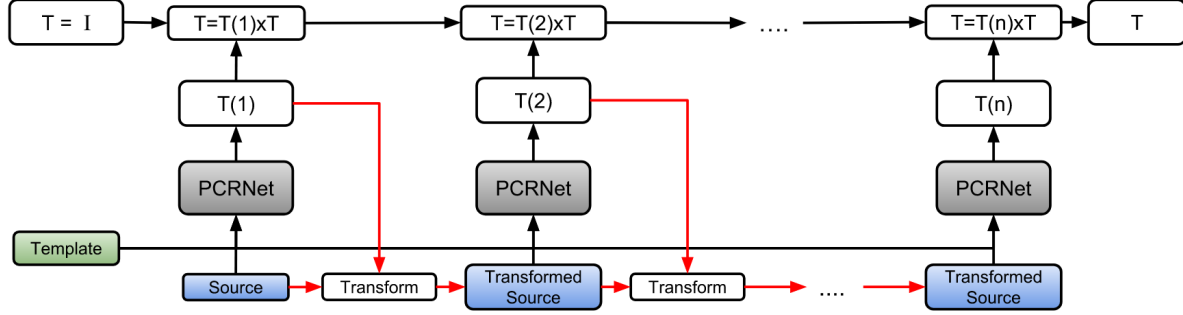 T = I
T=T(1)xT
T=T(2)xT
....
T=T(n)xT
T
T(1)
T(2)
T(n)
PCRNet
PCRNet
PCRNet
Template
Source
Transform
Transformed
Source
Transform
....
Transformed
Source